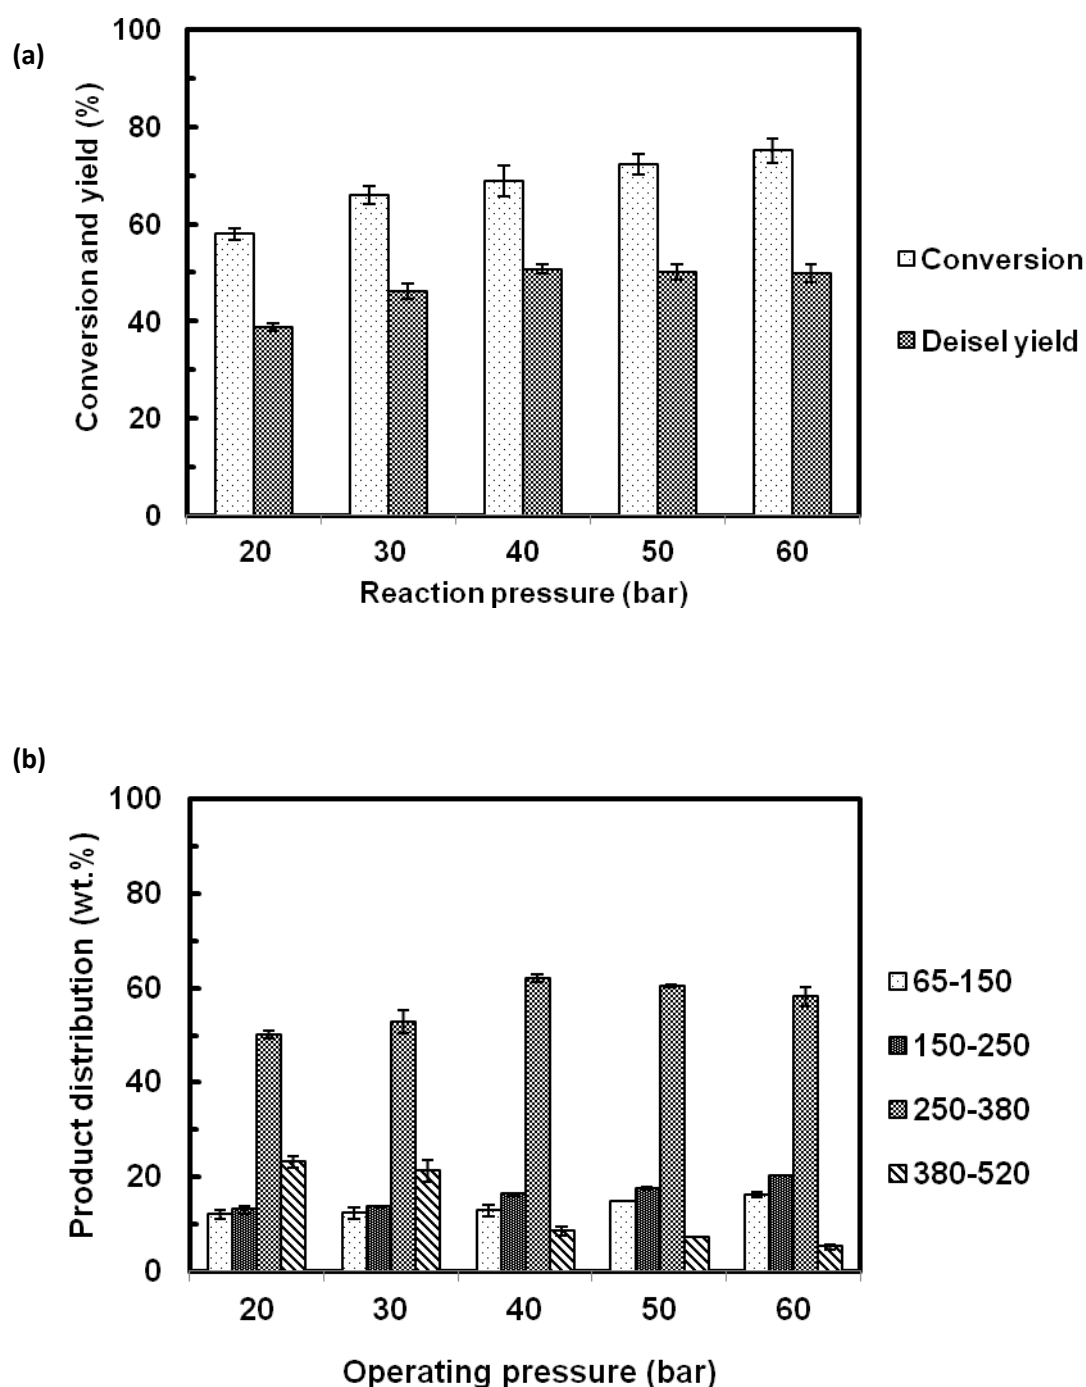 (a)
Conversion and yield (%)
100
80
60
40
20
0
20 30 40 50 60
Reaction pressure (bar)
Conversion
Deisel yield
(b)
Product distribution (wt.%)
100
80
60
40
20
0
20 30 40 50 60
Operating pressure (bar)
65-150
150-250
250-380
380-520